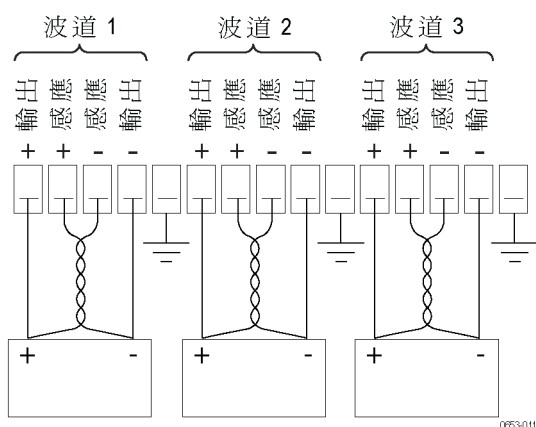 波道 1 波道 2 波道 3
輸出 感應 感應 輸出 輸出 感應 感應 輸出 輸出 感應 感應 輸出
+ + - - + + - - + + - -
+ - + - + -
0653-011